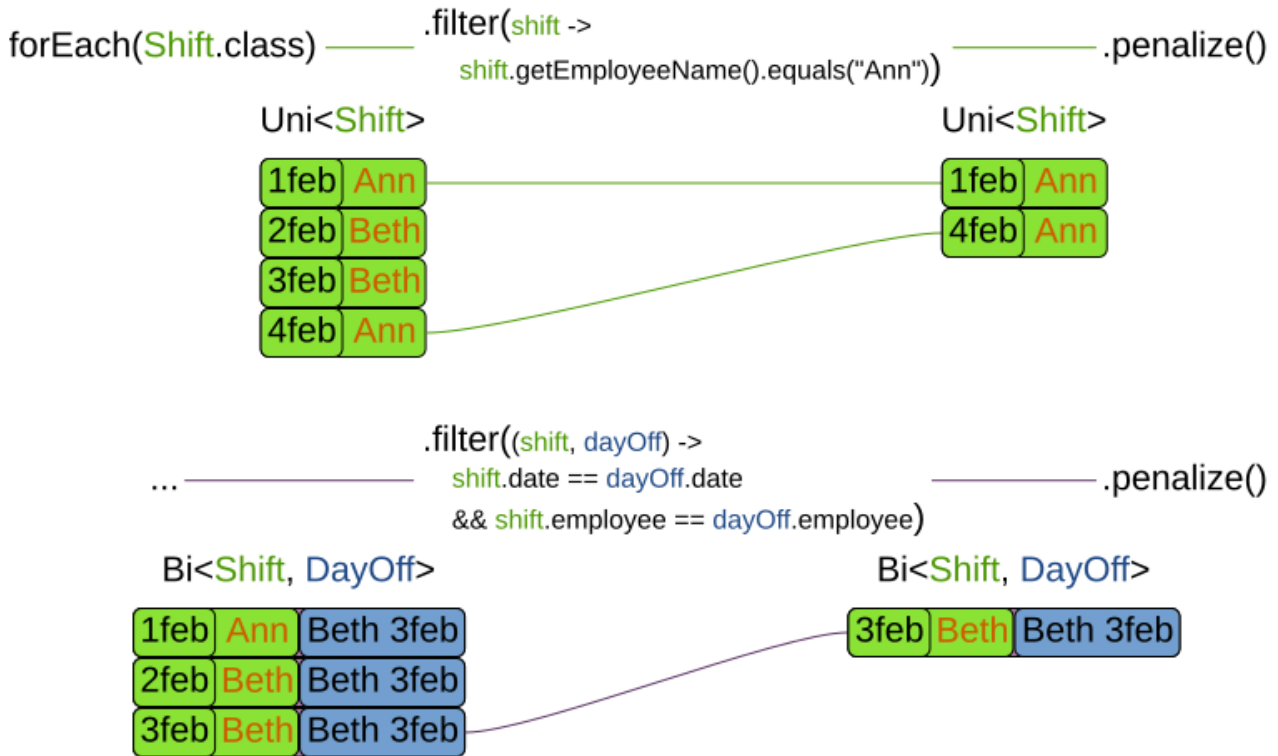 forEach(Shift.class)
.filter(shift ->
shift.getEmployeeName().equals("Ann"))
.penalize()
Uni<Shift>
Uni<Shift>
1feb Ann
1feb Ann
2feb Beth
4feb Ann
3feb Beth
4feb Ann
.filter((shift, dayOff) ->
... shift.date == dayOff.date
.penalize()
&& shift.employee == dayOff.employee)
Bi<Shift, DayOff>
Bi<Shift, DayOff>
1feb Ann Beth 3feb
3feb Beth Beth 3feb
2feb Beth Beth 3feb
3feb Beth Beth 3feb